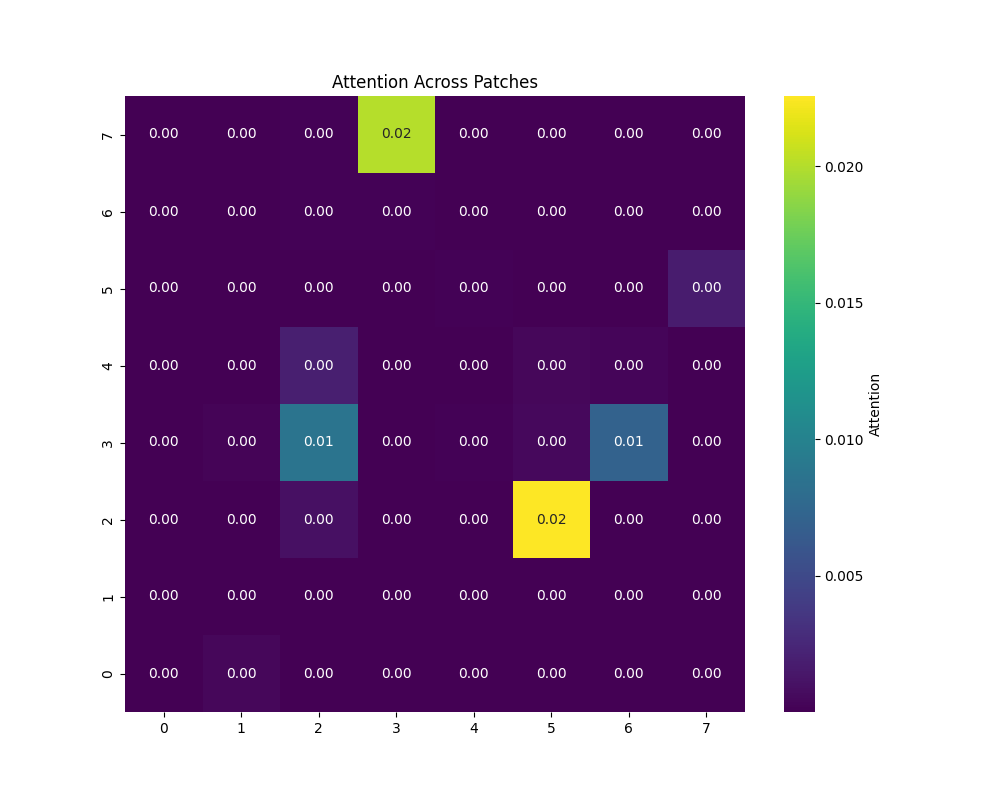 Attention Across Patches
7 0.00 0.00 0.00 0.02 0.00 0.00 0.00 0.00
6 0.00 0.00 0.00 0.00 0.00 0.00 0.00 0.00
5 0.00 0.00 0.00 0.00 0.00 0.00 0.00 0.00
4 0.00 0.00 0.00 0.00 0.00 0.00 0.00 0.00
3 0.00 0.00 0.01 0.00 0.00 0.00 0.01 0.00
2 0.00 0.00 0.00 0.00 0.00 0.02 0.00 0.00
1 0.00 0.00 0.00 0.00 0.00 0.00 0.00 0.00
0 0.00 0.00 0.00 0.00 0.00 0.00 0.00 0.00
0 1 2 3 4 5 6 7
0.020
0.015
0.010
0.005
Attention